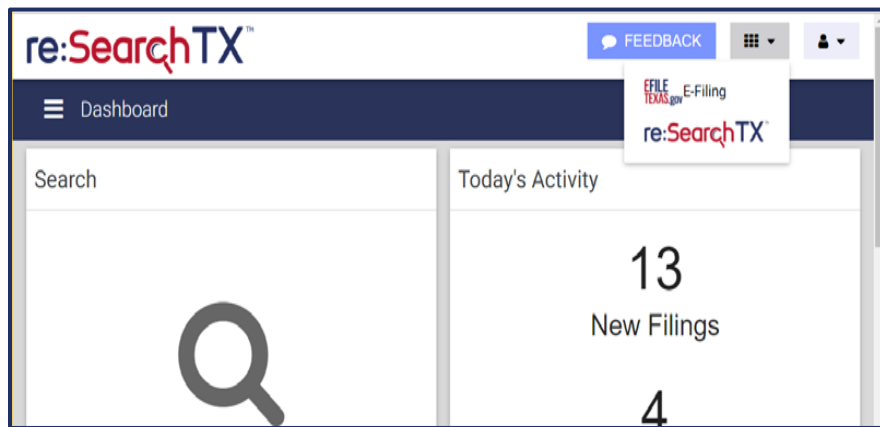 re:SearchTX™
FEEDBACK
EFILE
TEXAS.gov E-Filing
re:SearchTX™
Dashboard
Search
Today's Activity
13
New Filings
4